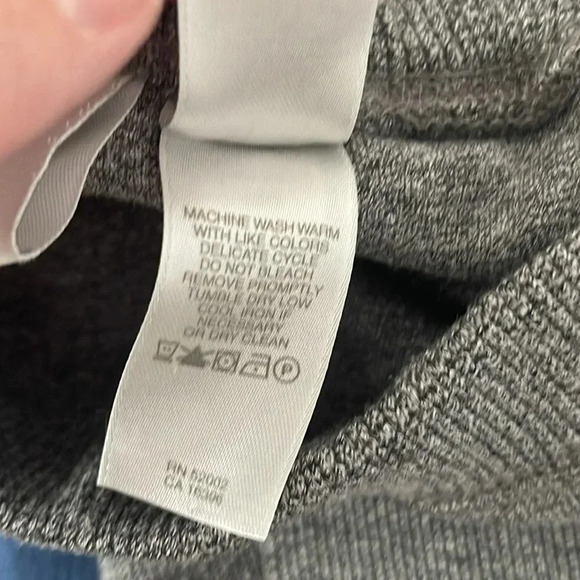 MACHINE WASH WARM
WITH LIKE COLORS
DELICATE CYCLE
DO NOT BLEACH
REMOVE PROMPTLY
TUMBLE DRY LOW
COOL IRON IF
NECESSARY
OR DRY CLEAN
P
RN 52002
CA 15396